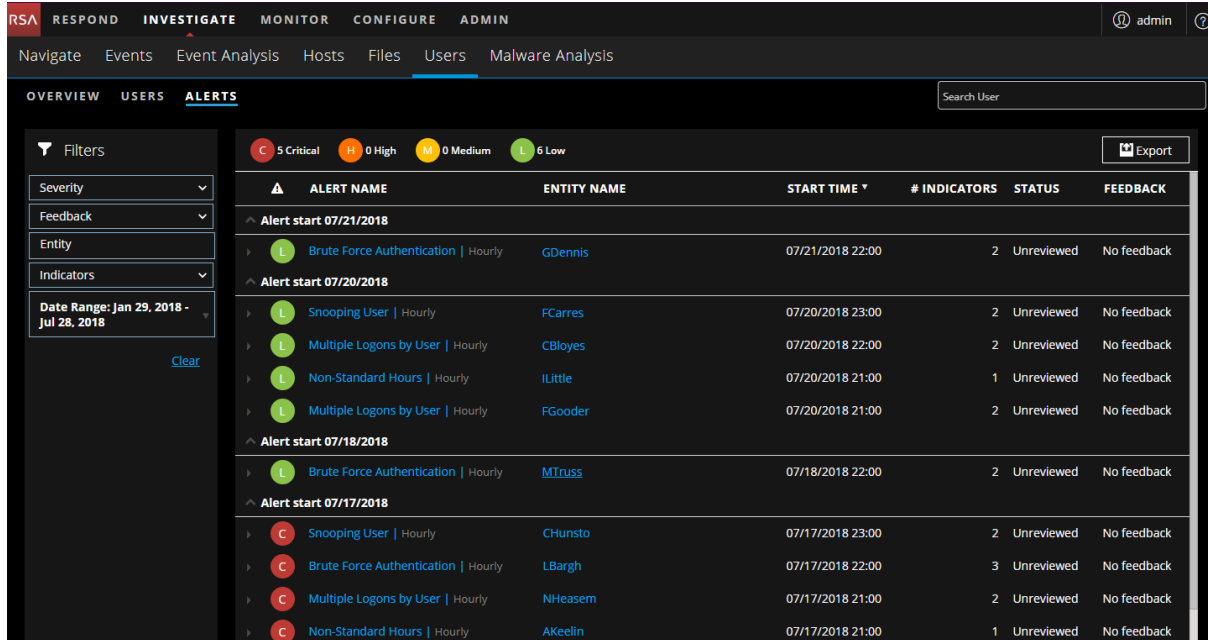 RSA RESPOND INVESTIGATE MONITOR CONFIGURE ADMIN admin
Navigate Events Event Analysis Hosts Files Users Malware Analysis
OVERVIEW USERS ALERTS Search User
Filters
Severity
Feedback
Entity
Indicators
Date Range: Jan 29, 2018 -
Jul 28, 2018
Clear
C 5 Critical H 0 High M 0 Medium L 6 Low Export
ALERT NAME ENTITY NAME START TIME # INDICATORS STATUS FEEDBACK
Alert start 07/21/2018
L Brute Force Authentication | Hourly GDennis 07/21/2018 22:00 2 Unreviewed No feedback
Alert start 07/20/2018
L Snooping User | Hourly FCarres 07/20/2018 23:00 2 Unreviewed No feedback
L Multiple Logons by User | Hourly CBloyes 07/20/2018 22:00 2 Unreviewed No feedback
L Non-Standard Hours | Hourly ILittle 07/20/2018 21:00 1 Unreviewed No feedback
L Multiple Logons by User | Hourly FGooder 07/20/2018 21:00 2 Unreviewed No feedback
Alert start 07/18/2018
L Brute Force Authentication | Hourly MTruss 07/18/2018 22:00 2 Unreviewed No feedback
Alert start 07/17/2018
C Snooping User | Hourly CHunsto 07/17/2018 23:00 2 Unreviewed No feedback
C Brute Force Authentication | Hourly LBargh 07/17/2018 22:00 3 Unreviewed No feedback
C Multiple Logons by User | Hourly NHeasem 07/17/2018 21:00 2 Unreviewed No feedback
C Non-Standard Hours | Hourly AKeelin 07/17/2018 21:00 1 Unreviewed No feedback